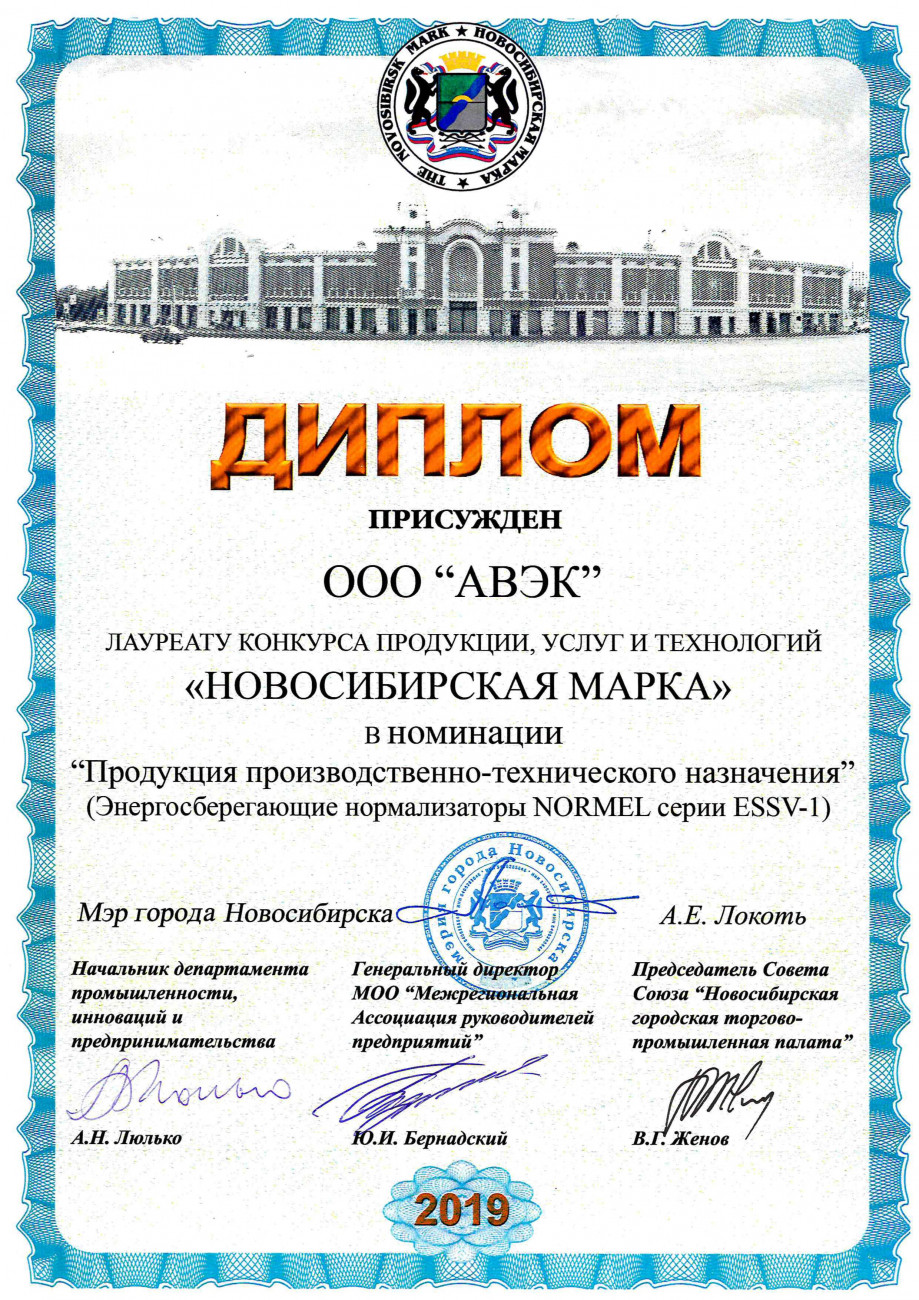 THE NOVOSIBIRSK MARK ★ НОВОСИБИРСКАЯ МАРКА ★
ДИПЛОМ
ПРИСУЖДЕН
ООО “АВЭК”
ЛАУРЕАТУ КОНКУРСА ПРОДУКЦИИ, УСЛУГ И ТЕХНОЛОГИЙ
«НОВОСИБИРСКАЯ МАРКА»
в номинации
“Продукция производственно-технического назначения”
(Энергосберегающие нормализаторы NORMEL серии ESSV-1)
мэрия города Новосибирска
Мэр города Новосибирска
А.Е. Локоть
Начальник департамента
промышленности,
инноваций и
предпринимательства
Генеральный директор
МОО “Межрегиональная
Ассоциация руководителей
предприятий”
Председатель Совета
Союза “Новосибирская
городская торгово-
промышленная палата”
А.Н. Люлько
Ю.И. Бернадский
В.Г. Женов
2019